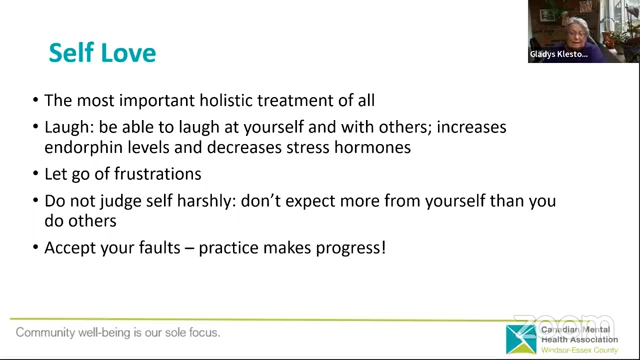 Self Love
• The most important holistic treatment of all
• Laugh: be able to laugh at yourself and with others; increases
endorphin levels and decreases stress hormones
• Let go of frustrations
• Do not judge self harshly: don't expect more from yourself than you
do others
• Accept your faults – practice makes progress!
Gladys Klesto...
Community well-being is our sole focus.
zoom
Canadian Mental
Health Association
Windsor-Essex County